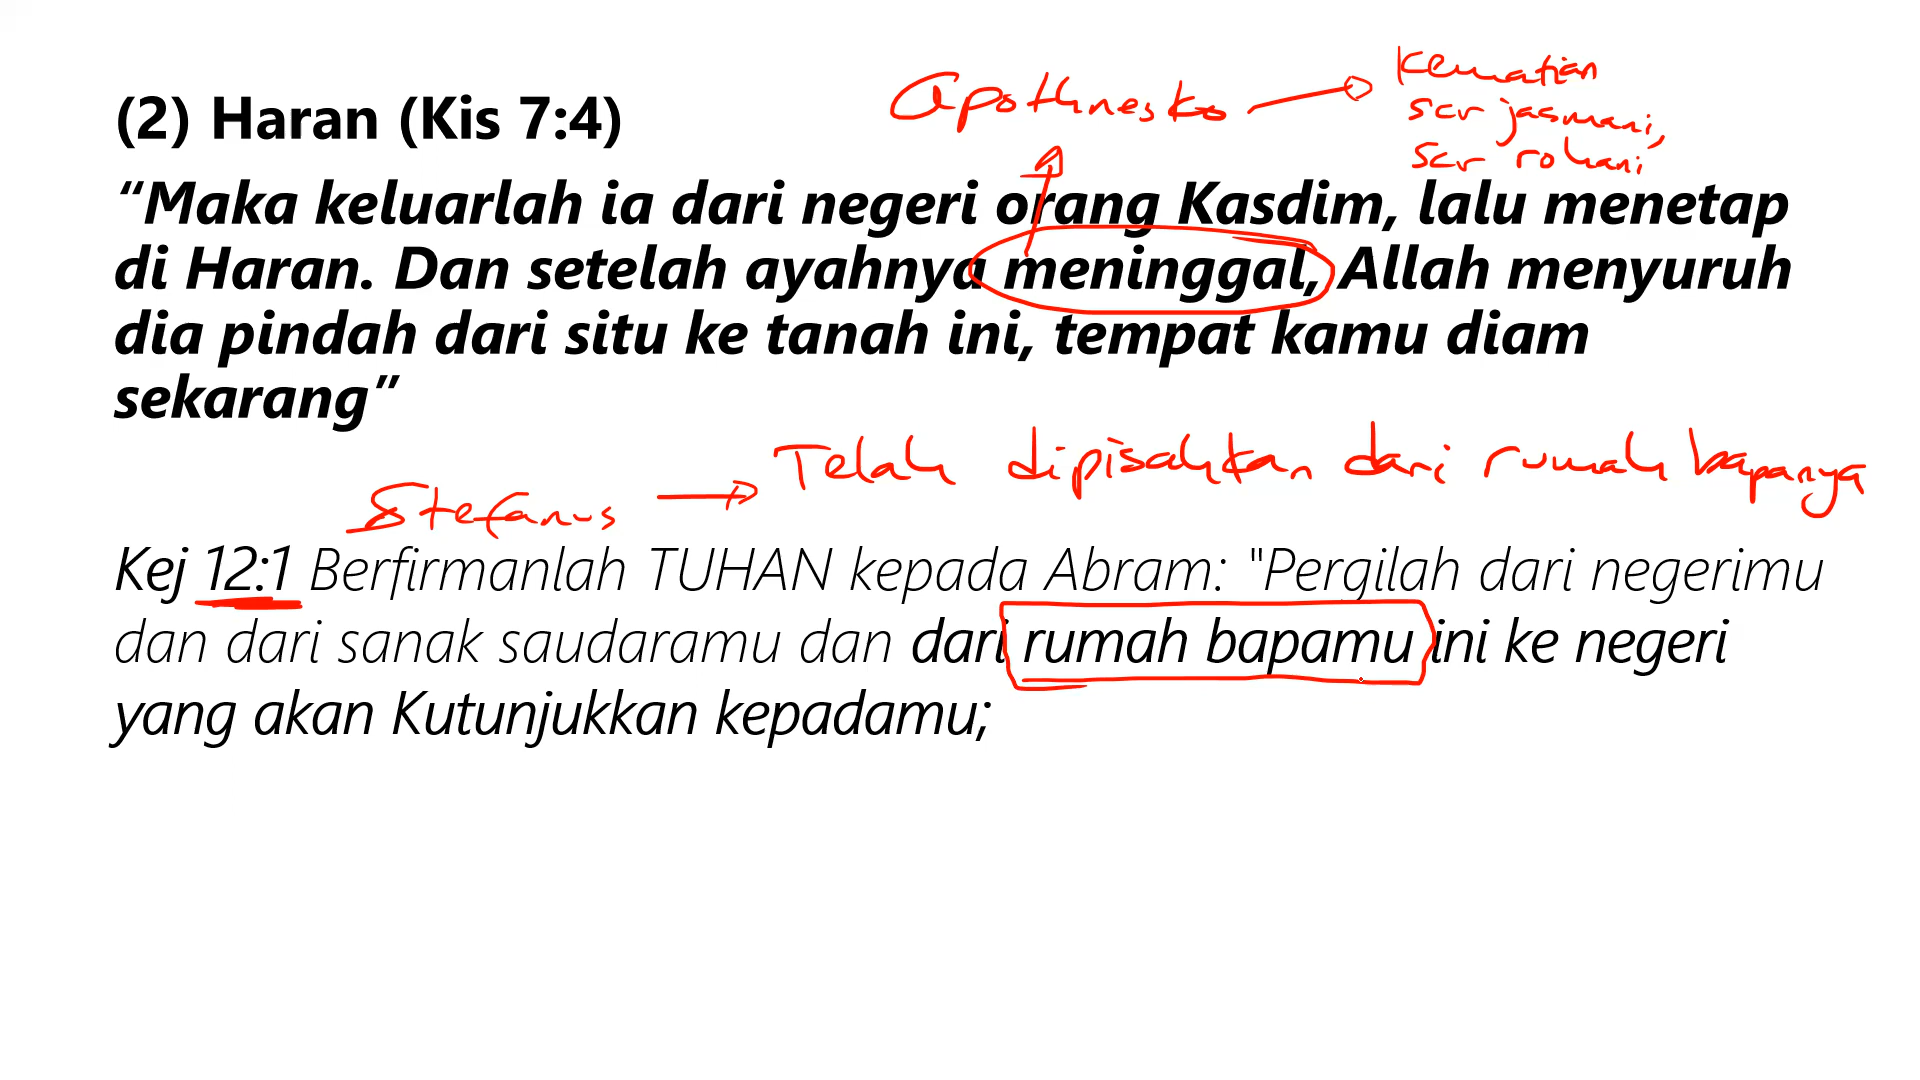 apothnesko
kematian
scr jasmani,
scr rohani
(2) Haran (Kis 7:4)
“Maka keluarlah ia dari negeri orang Kasdim, lalu menetap
di Haran. Dan setelah ayahnya meninggal, Allah menyuruh
dia pindah dari situ ke tanah ini, tempat kamu diam
sekarang”
Stefanus
Telah dipisahkan dari rumah bapanya
Kej 12:1 Berfirmanlah TUHAN kepada Abram: "Pergilah dari negerimu
dan dari sanak saudaramu dan dari rumah bapamu ini ke negeri
yang akan Kutunjukkan kepadamu;